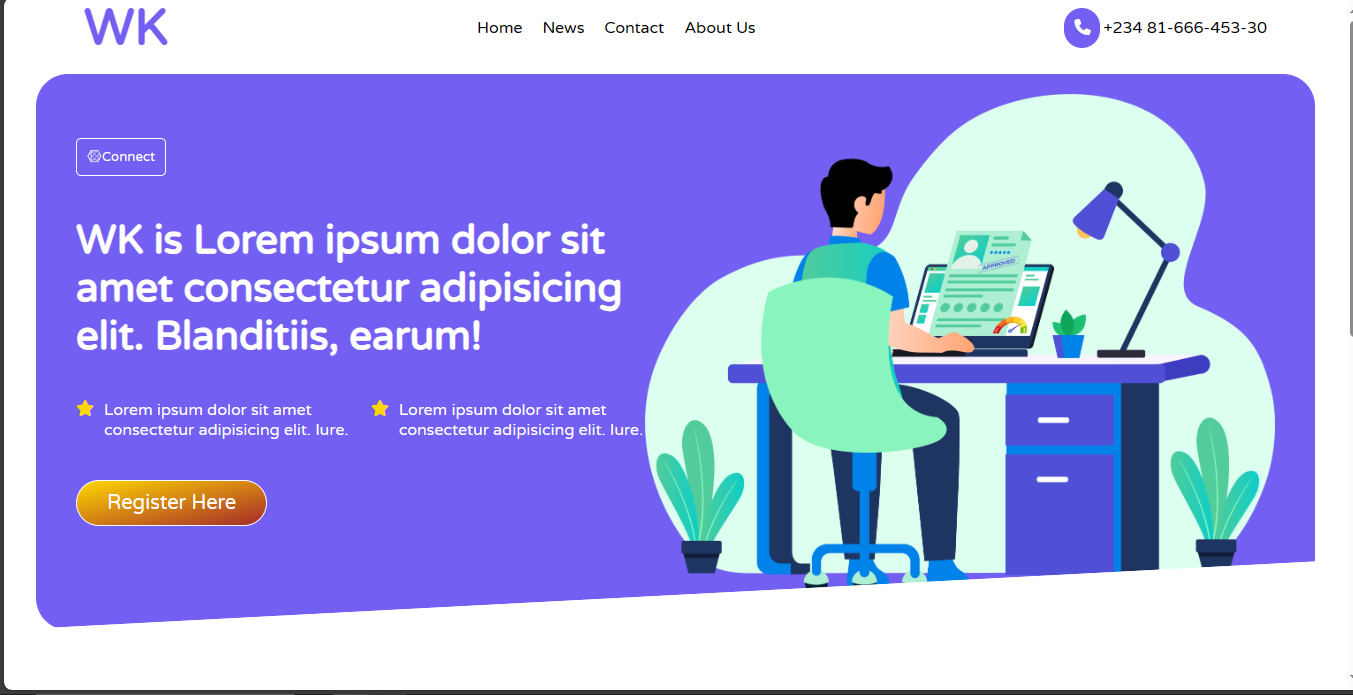 WK
Home News Contact About Us
+234 81-666-453-30
Connect
WK is Lorem ipsum dolor sit
amet consectetur adipisicing
elit. Blanditiis, earum!
Lorem ipsum dolor sit amet
consectetur adipisicing elit. Iure.
Lorem ipsum dolor sit amet
consectetur adipisicing elit. Iure.
Register Here
APPROVED